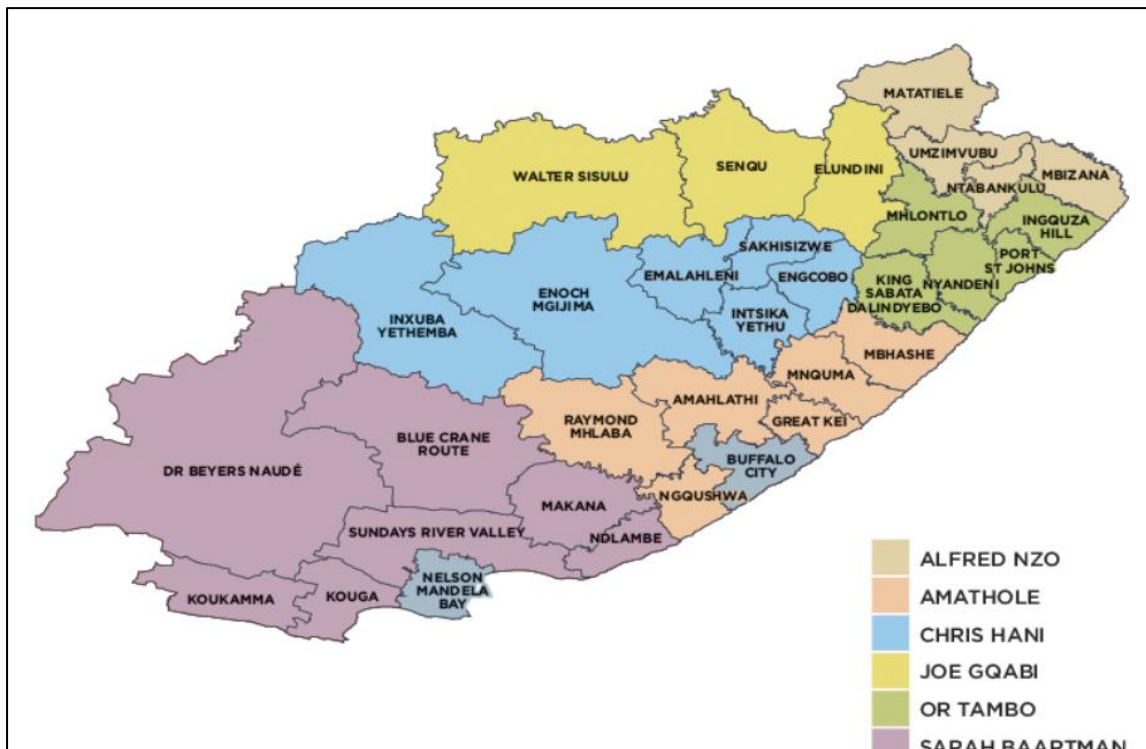 MATATIELE
UMZIMVUBU
MBIZANA
NTABANKULU
WALTER SISULU
SENQU
ELUNDINI
MHLONTLO
INGQUZA
HILL
PORT
ST JOHNS
SAKHISIZWE
EMALAHLENI
ENGCOBO
KING
SABATA
DALINDYEBO
NYANDENI
ENOCH
MGIJIMA
INTSIKA
YETHU
INXUBA
YETHEMBA
MBHASHE
MNQUMA
AMAHLATHI
GREAT KEI
RAYMOND
MHLABA
BLUE CRANE
ROUTE
BUFFALO
CITY
DR BEYERS NAUDÉ
NGQUSHWA
MAKANA
SUNDAYS RIVER VALLEY
NDLAMBE
NELSON
MANDELA
BAY
KOUGA
KOUKAMMA
ALFRED NZO
AMATHOLE
CHRIS HANI
JOE GQABI
OR TAMBO
SARAH BAARTMAN